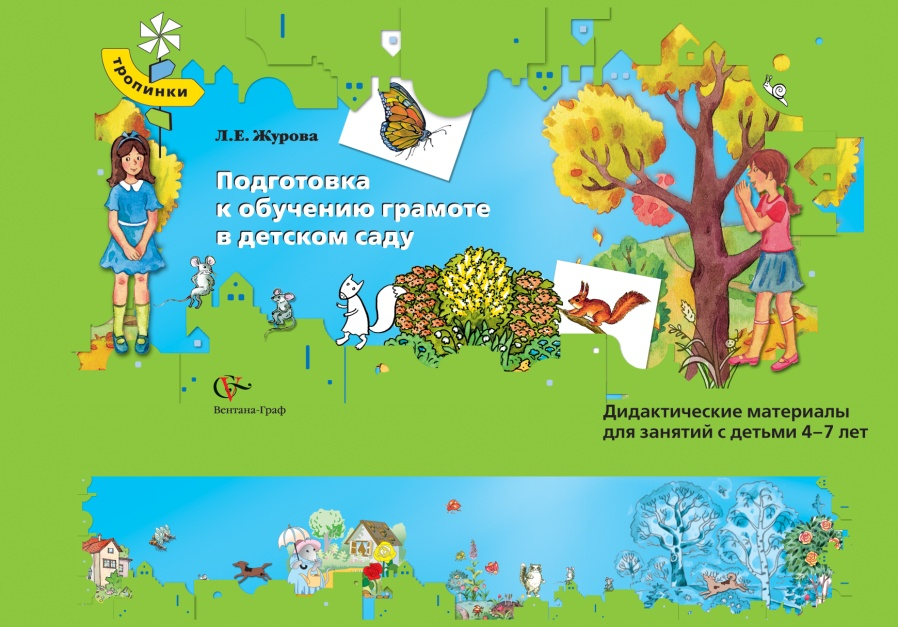 тропинки
Л.Е. Журова
Подготовка
к обучению грамоте
в детском саду
Вентана-Граф
Дидактические материалы
для занятий с детьми 4–7 лет